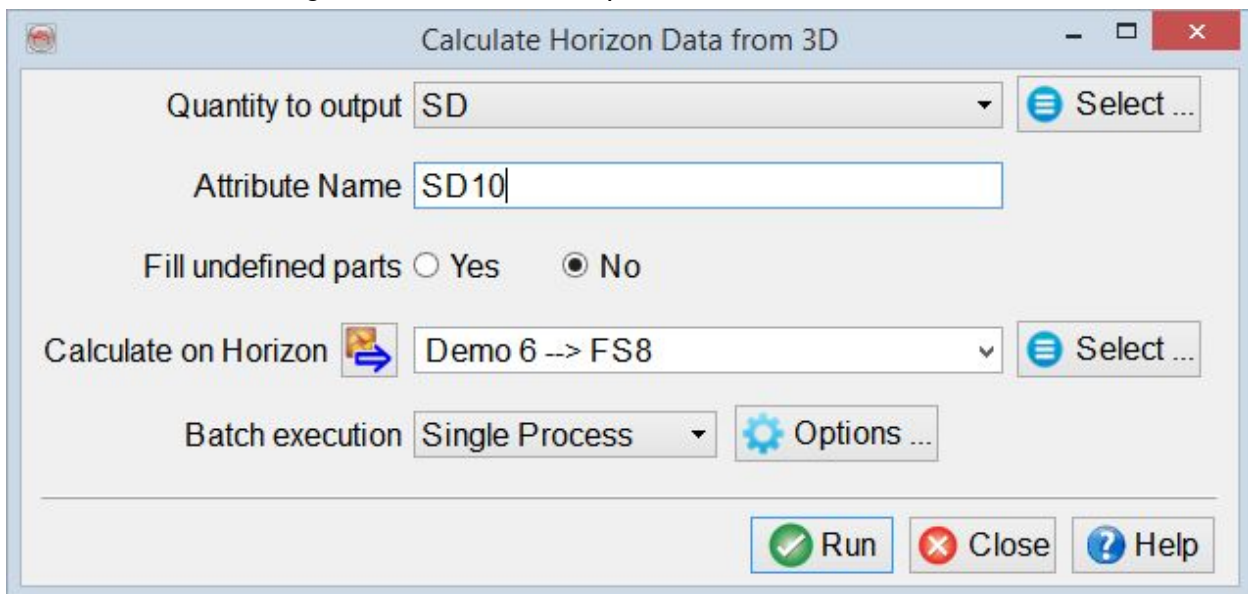 Calculate Horizon Data from 3D
Quantity to output SD Select ...
Attribute Name SD10
Fill undefined parts Yes No
Calculate on Horizon Demo 6 --> FS8 Select ...
Batch execution Single Process Options ...
Run Close Help